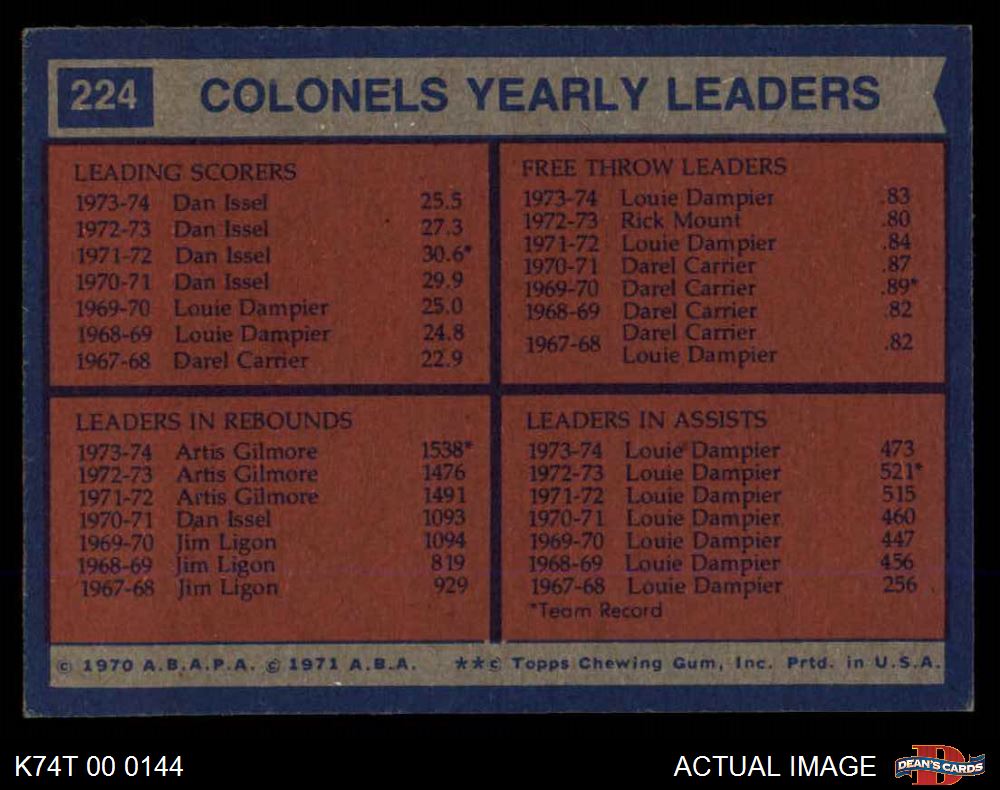 224 COLONELS YEARLY LEADERS
LEADING SCORERS
1973-74 Dan Issel 25.5
1972-73 Dan Issel 27.3
1971-72 Dan Issel 30.6*
1970-71 Dan Issel 29.9
1969-70 Louie Dampier 25.0
1968-69 Louie Dampier 24.8
1967-68 Darel Carrier 22.9
FREE THROW LEADERS
1973-74 Louie Dampier .83
1972-73 Rick Mount .80
1971-72 Louie Dampier .84
1970-71 Darel Carrier .87
1969-70 Darel Carrier .89*
1968-69 Darel Carrier .82
1967-68 Darel Carrier .82
Louie Dampier
LEADERS IN REBOUNDS
1973-74 Artis Gilmore 1538*
1972-73 Artis Gilmore 1476
1971-72 Artis Gilmore 1491
1970-71 Dan Issel 1093
1969-70 Jim Ligon 1094
1968-69 Jim Ligon 819
1967-68 Jim Ligon 929
LEADERS IN ASSISTS
1973-74 Louie Dampier 473
1972-73 Louie Dampier 521*
1971-72 Louie Dampier 515
1970-71 Louie Dampier 460
1969-70 Louie Dampier 447
1968-69 Louie Dampier 456
1967-68 Louie Dampier 256
*Team Record
© 1970 A.B.A.P.A. © 1971 A.B.A. **© Topps Chewing Gum, Inc. Prtd. in U.S.A.
K74T 00 0144
ACTUAL IMAGE
DEAN'S CARDS